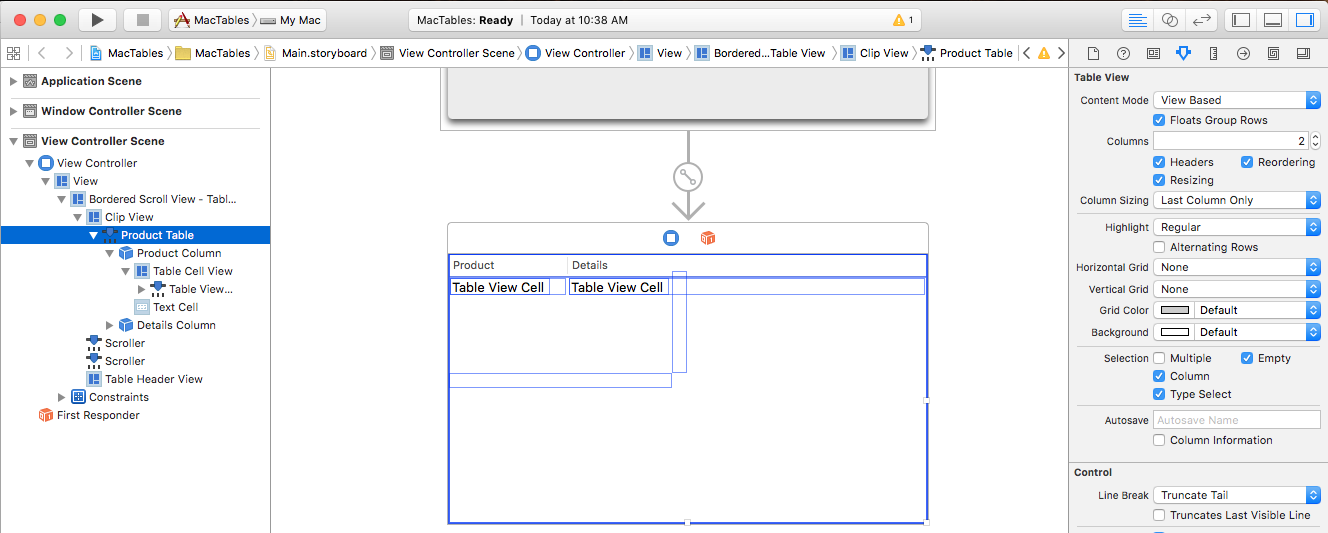 MacTables My Mac MacTables: Ready Today at 10:38 AM 1
MacTables MacTables Main.storyboard View Controller Scene View Controller View Bordered...Table View Clip View Product Table
Application Scene
Window Controller Scene
View Controller Scene
View Controller
View
Bordered Scroll View - Tabl...
Clip View
Product Table
Product Column
Table Cell View
Table View...
Text Cell
Details Column
Scroller
Scroller
Table Header View
Constraints
First Responder
Product Details
Table View Cell Table View Cell
Table View
Content Mode View Based
Floats Group Rows
Columns 2
Headers Reordering
Resizing
Column Sizing Last Column Only
Highlight Regular
Alternating Rows
Horizontal Grid None
Vertical Grid None
Grid Color Default
Background Default
Selection Multiple Empty
Column
Type Select
Autosave Autosave Name
Column Information
Control
Line Break Truncate Tail
Truncates Last Visible Line